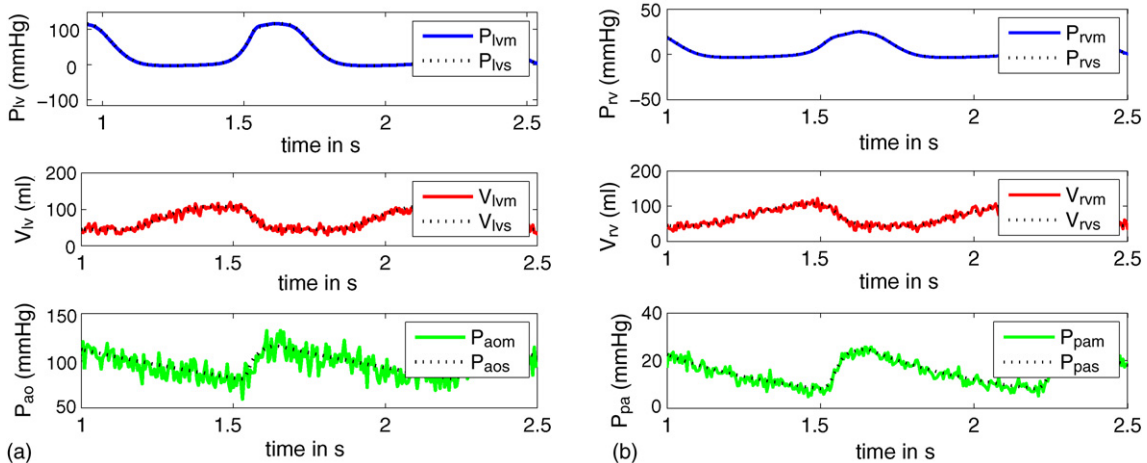 P_lv (mmHg)
100
0
−100
P_lvm
P_lvs
1
1.5
2
2.5
time in s
V_lv (ml)
200
100
0
V_lvm
V_lvs
1
1.5
2
2.5
time in s
P_ao (mmHg)
150
100
50
P_aom
P_aos
1
1.5
2
2.5
time in s
(a)
P_rv (mmHg)
50
0
−50
P_rvm
P_rvs
1
1.5
2
2.5
time in s
V_rv (ml)
200
100
0
V_rvm
V_rvs
1
1.5
2
2.5
time in s
P_pa (mmHg)
40
20
0
P_pam
P_pas
1
1.5
2
2.5
time in s
(b)